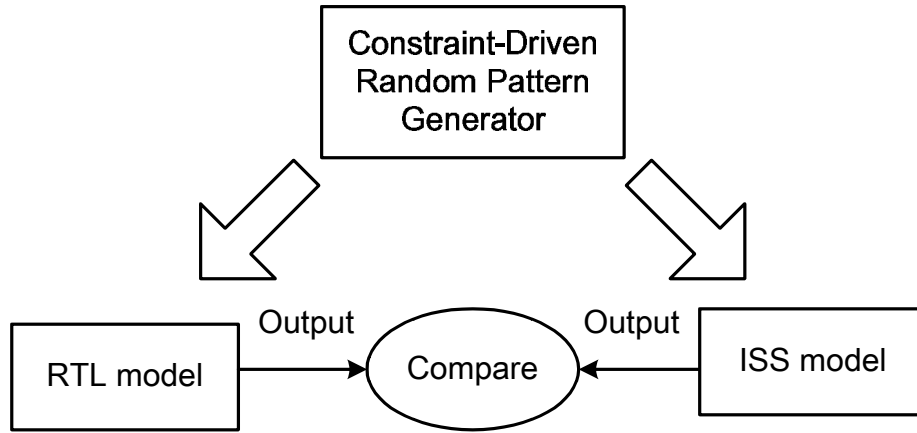 Constraint-Driven
Random Pattern
Generator
Output
Output
RTL model
Compare
ISS model